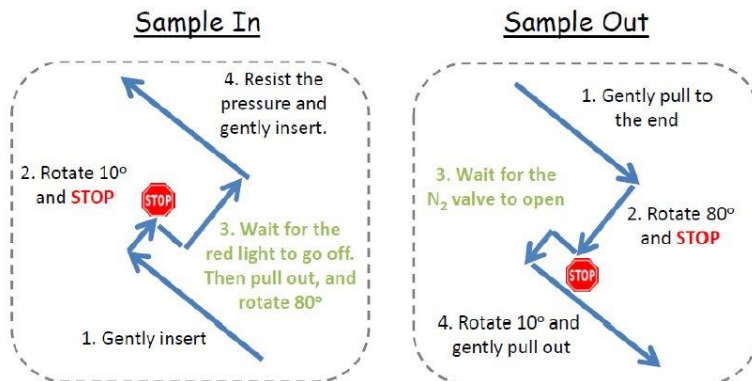 Sample In
4. Resist the
pressure and
gently insert.
2. Rotate 10°
and STOP
STOP
3. Wait for the
red light to go off.
Then pull out, and
rotate 80°
1. Gently insert
Sample Out
1. Gently pull to
the end
3. Wait for the
N₂ valve to open
2. Rotate 80°
and STOP
STOP
4. Rotate 10° and
gently pull out